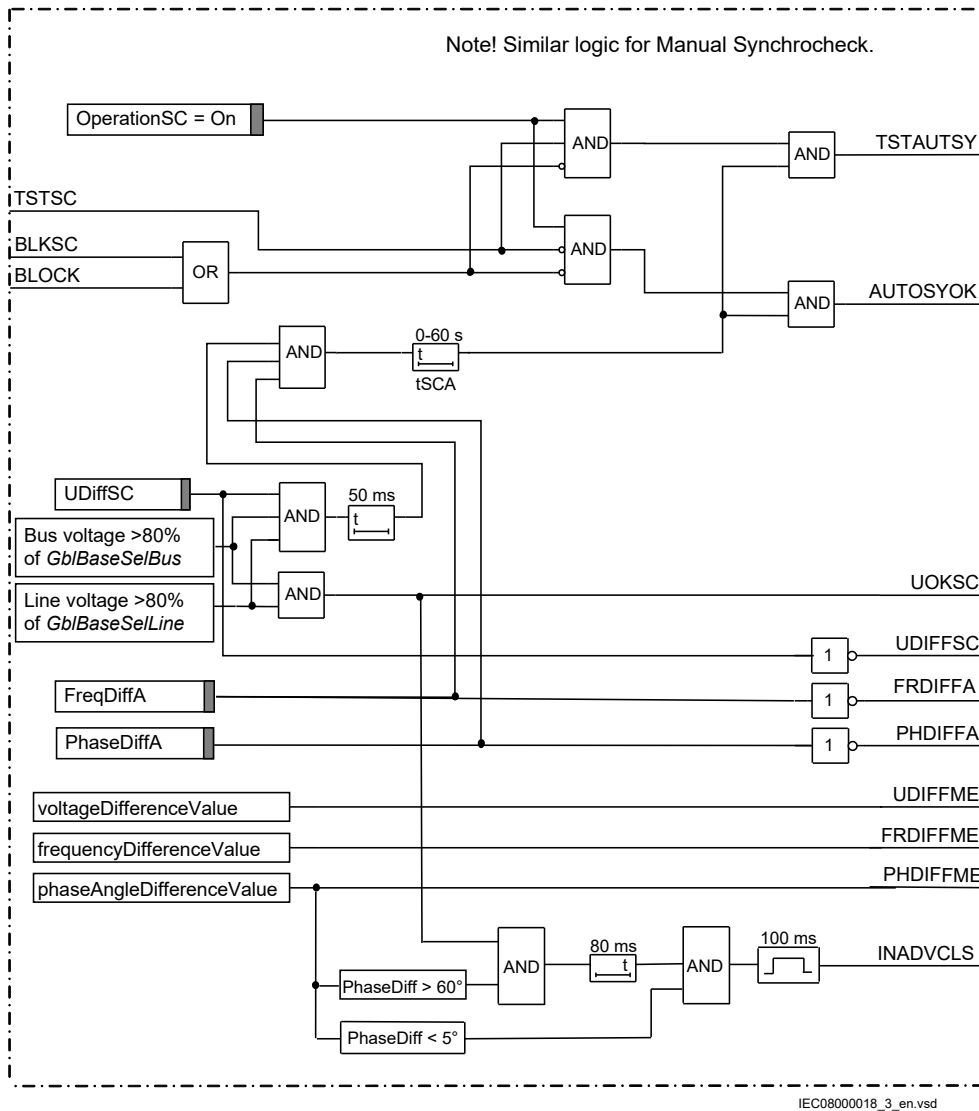 Note! Similar logic for Manual Synchrocheck.
OperationSC = On
AND
AND
TSTAUTSY
TSTSC
BLKSC
BLOCK
OR
AND
AND
AUTOSYOK
AND
0-60 s
t
tSCA
UDiffSC
AND
50 ms
t
Bus voltage >80%
of GblBaseSelBus
Line voltage >80%
of GblBaseSelLine
AND
UOKSC
1
UDIFFSC
FreqDiffA
1
FRDIFFA
PhaseDiffA
1
PHDIFFA
voltageDifferenceValue
UDIFFME
frequencyDifferenceValue
FRDIFFME
phaseAngleDifferenceValue
PHDIFFME
AND
80 ms
t
AND
100 ms
INADVCLS
PhaseDiff > 60°
PhaseDiff < 5°
IEC08000018_3_en.vsd